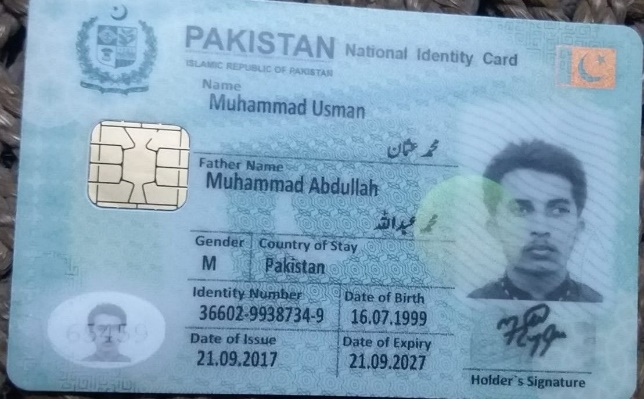 PAKISTAN National Identity Card
ISLAMIC REPUBLIC OF PAKISTAN
Name
Muhammad Usman
محمد عثمان
Father Name
Muhammad Abdullah
محمد عبداللہ
Gender Country of Stay
M Pakistan
Identity Number Date of Birth
36602-9938734-9 16.07.1999
Date of Issue Date of Expiry
21.09.2017 21.09.2027
Holder`s Signature